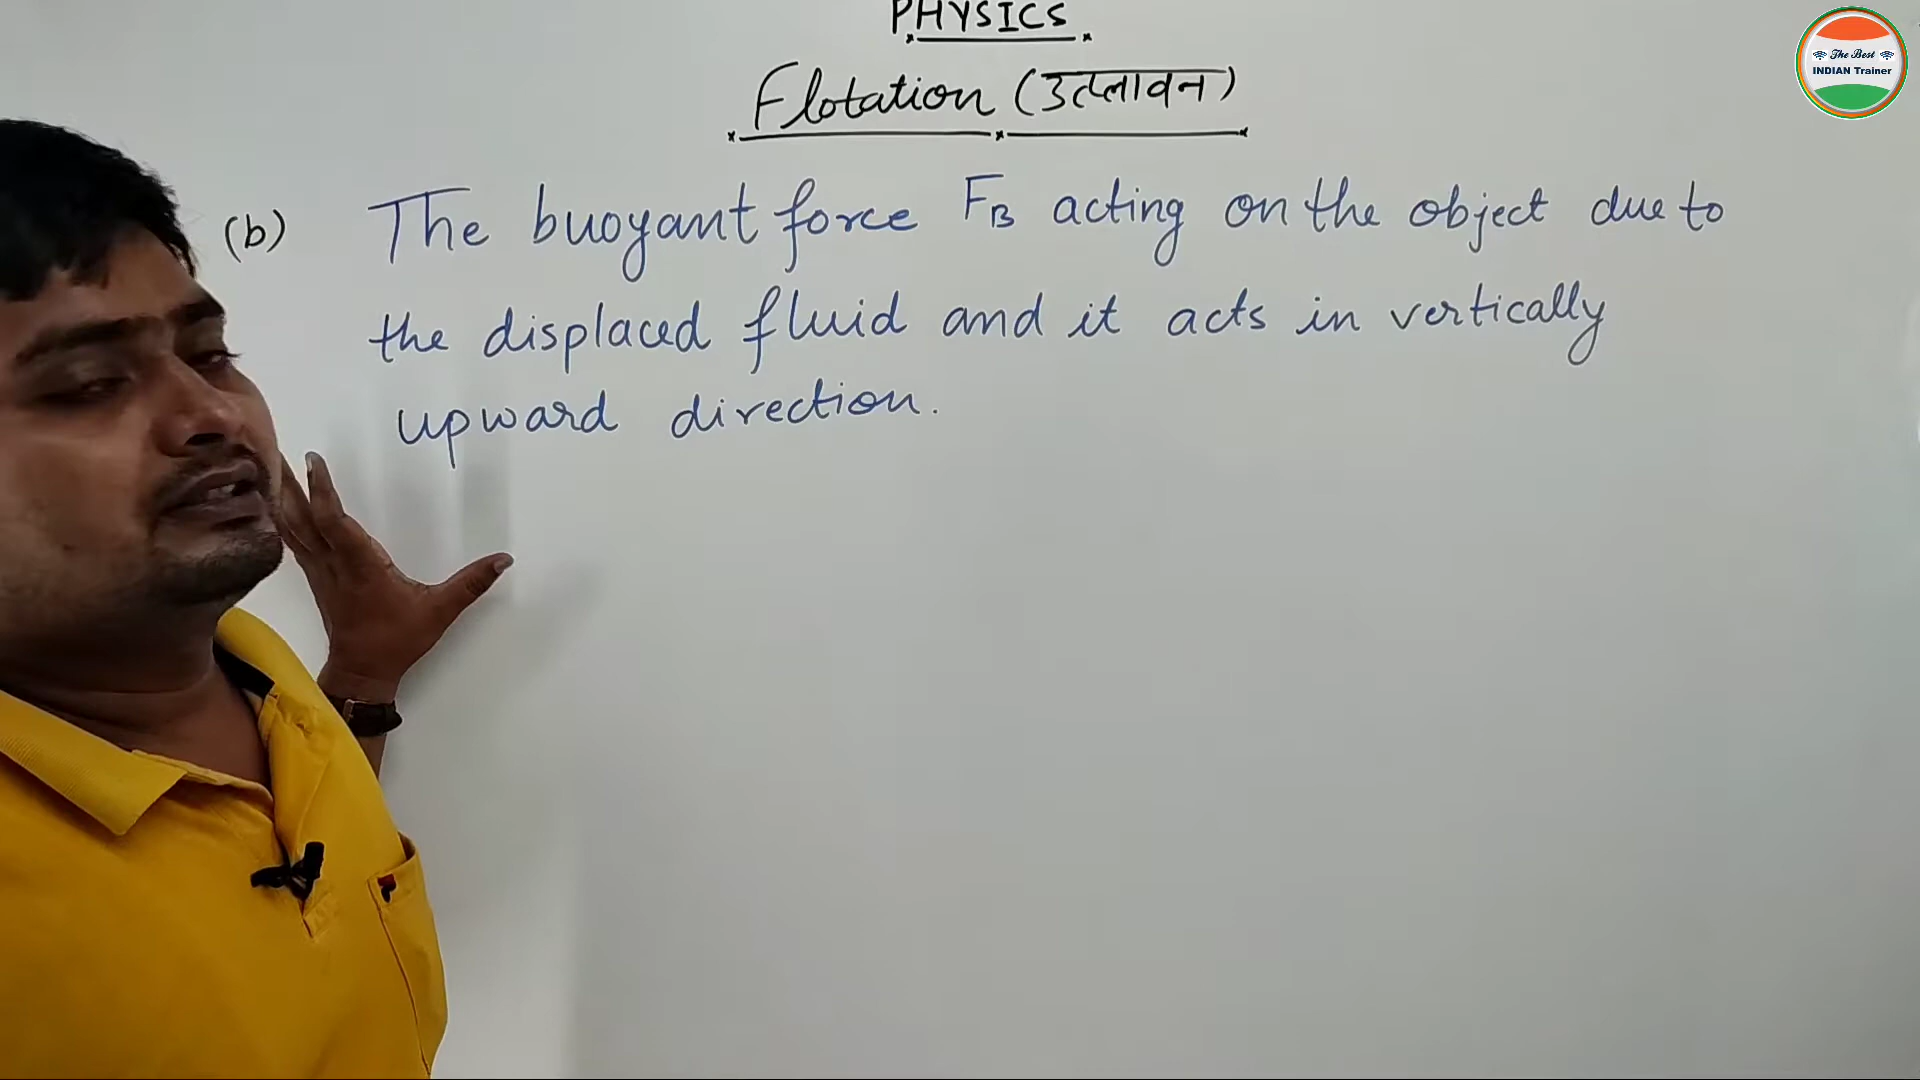 PHYSICS
Flotation (उत्प्लावन)
(b) The buoyant force FB acting on the object due to
the displaced fluid and it acts in vertically
upward direction.
The Best
INDIAN Trainer